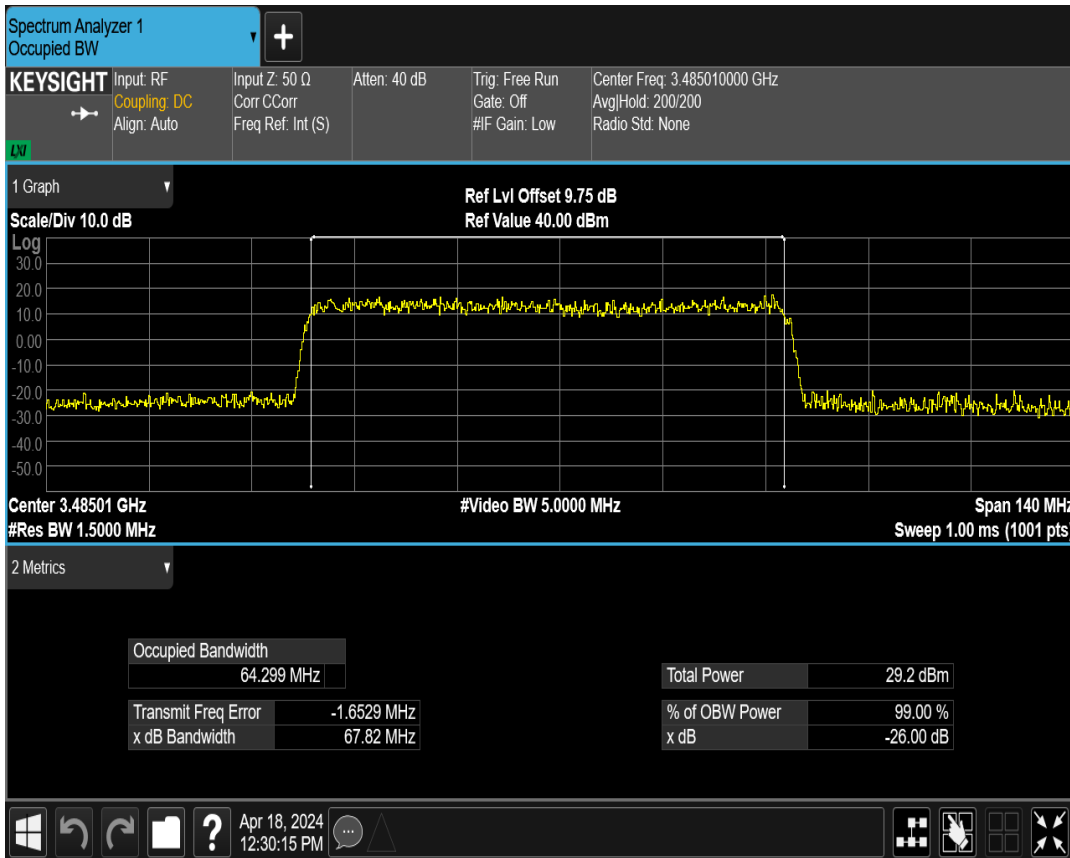 Spectrum Analyzer 1
Occupied BW
+
KEYSIGHT
LXI
Input: RF
Coupling: DC
Align: Auto
Input Z: 50 Ω
Corr CCorr
Freq Ref: Int (S)
Atten: 40 dB
Trig: Free Run
Gate: Off
#IF Gain: Low
Center Freq: 3.485010000 GHz
Avg|Hold: 200/200
Radio Std: None
1 Graph
Ref Lvl Offset 9.75 dB
Scale/Div 10.0 dB
Ref Value 40.00 dBm
Log
30.0
20.0
10.0
0.00
-10.0
-20.0
-30.0
-40.0
-50.0
Center 3.48501 GHz
#Video BW 5.0000 MHz
Span 140 MHz
#Res BW 1.5000 MHz
Sweep 1.00 ms (1001 pts)
2 Metrics
Occupied Bandwidth
64.299 MHz
Total Power 29.2 dBm
Transmit Freq Error -1.6529 MHz
% of OBW Power 99.00 %
x dB Bandwidth 67.82 MHz
x dB -26.00 dB
?
Apr 18, 2024
12:30:15 PM